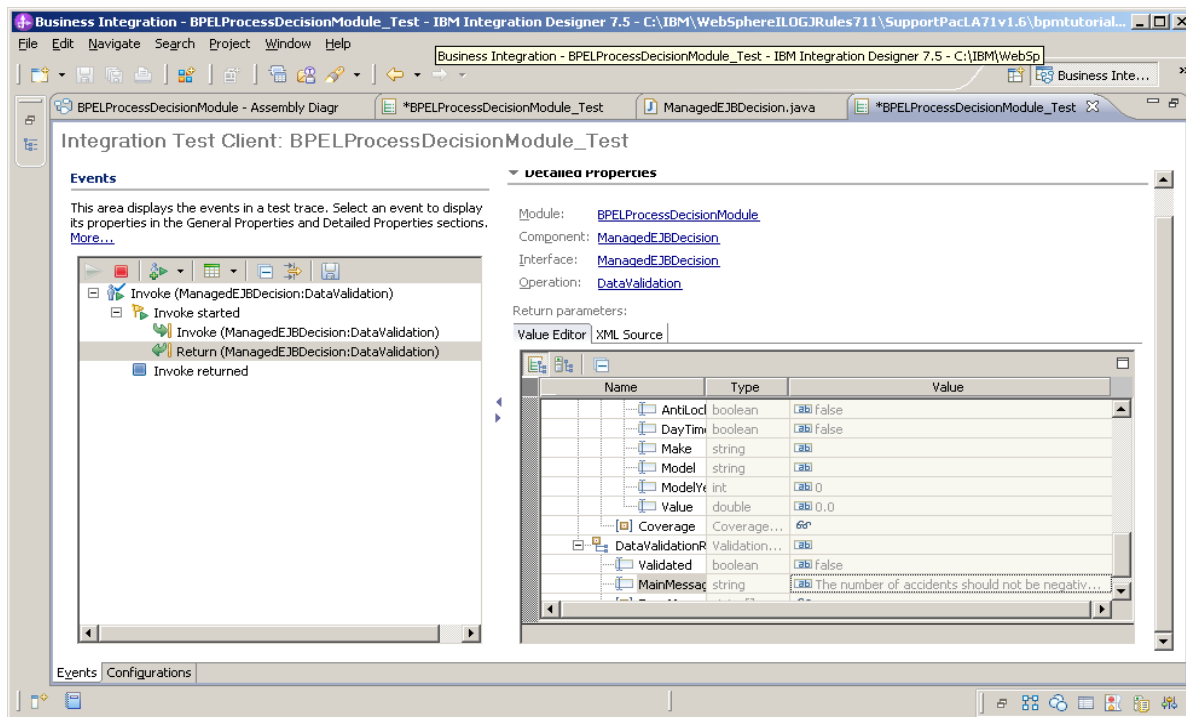 Business Integration - BPELProcessDecisionModule_Test - IBM Integration Designer 7.5 - C:\IBM\WebSphereILOGJRules711\SupportPacLA71v1.6\bpmtutorial...
File Edit Navigate Search Project Window Help
Business Integration - BPELProcessDecisionModule_Test - IBM Integration Designer 7.5 - C:\IBM\WebSp
Business Inte...
BPELProcessDecisionModule - Assembly Diagr *BPELProcessDecisionModule_Test ManagedEJBDecision.java *BPELProcessDecisionModule_Test
Integration Test Client: BPELProcessDecisionModule_Test
Events
This area displays the events in a test trace. Select an event to display
its properties in the General Properties and Detailed Properties sections.
More...
Invoke (ManagedEJBDecision:DataValidation)
Invoke started
Invoke (ManagedEJBDecision:DataValidation)
Return (ManagedEJBDecision:DataValidation)
Invoke returned
Detailed Properties
Module: BPELProcessDecisionModule
Component: ManagedEJBDecision
Interface: ManagedEJBDecision
Operation: DataValidation
Return parameters:
Value Editor XML Source
Name Type Value
AntiLocl boolean false
DayTim boolean false
Make string
Model string
ModelYe int 0
Value double 0.0
Coverage Coverage...
DataValidationR Validation...
Validated boolean false
MainMessag string The number of accidents should not be negativ...
Events Configurations